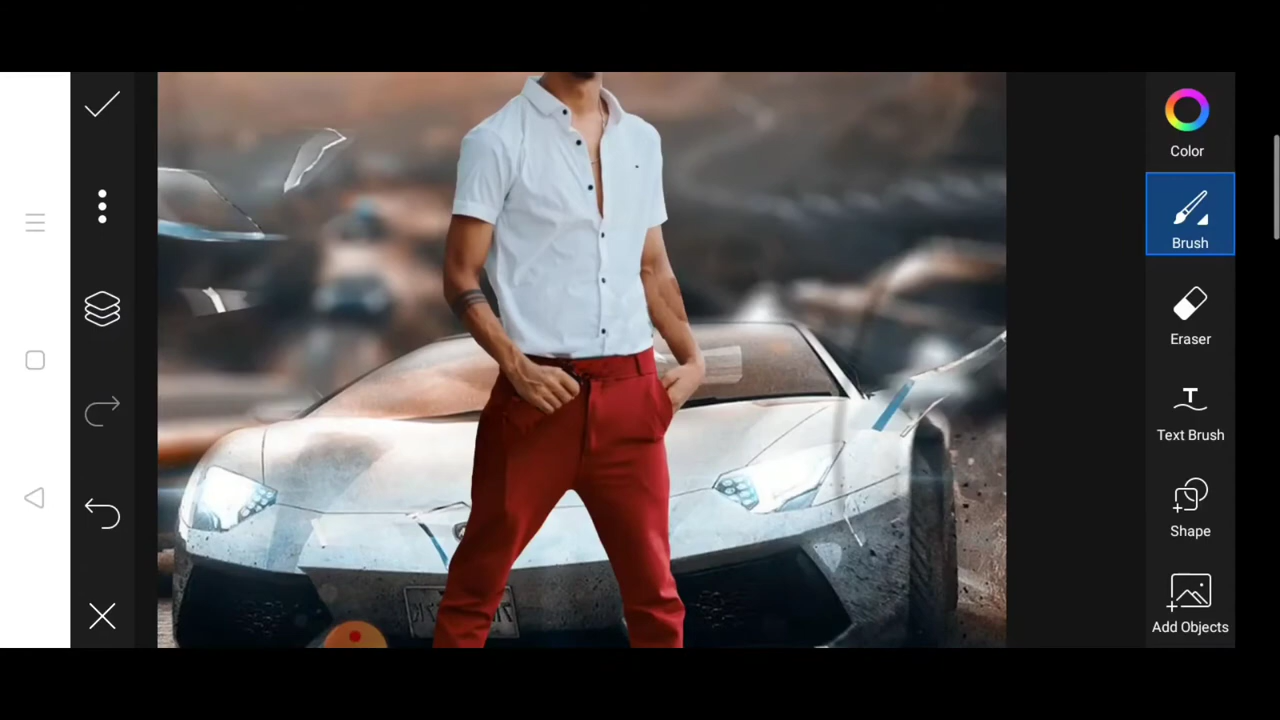 Color
Brush
Eraser
Text Brush
Shape
Add Objects